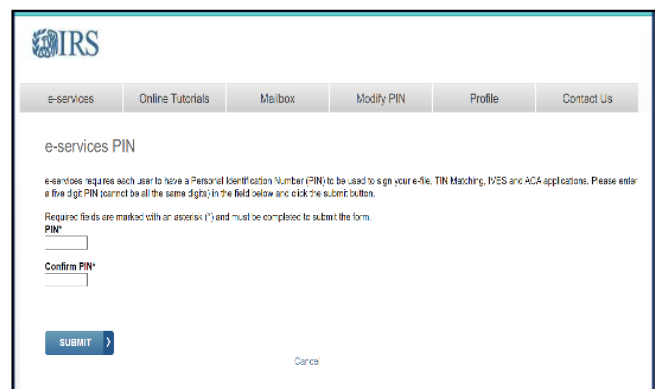 IRS
e-services Online Tutorials Mailbox Modify PIN Profile Contact Us
e-services PIN
e-services requires each user to have a Personal Identification Number (PIN) to be used to sign your e-file, TIN Matching, IVES and ACA applications. Please enter
a five digit PIN (cannot be all the same digits) in the field below and click the submit button.
Required fields are marked with an asterisk (*) and must be completed to submit the form.
PIN*
Confirm PIN*
SUBMIT
Cancel